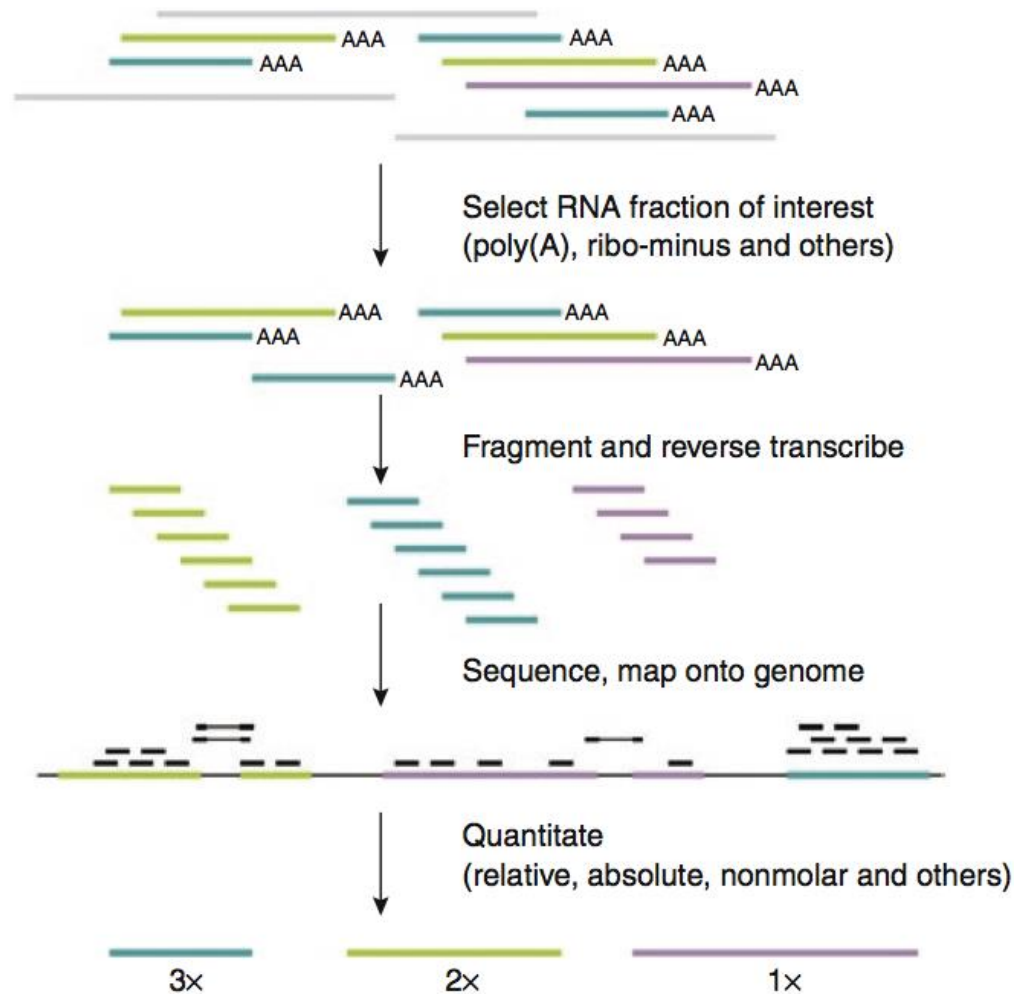 AAA
AAA
AAA
AAA
AAA
AAA
Select RNA fraction of interest
(poly(A), ribo-minus and others)
AAA
AAA
AAA
AAA
AAA
AAA
Fragment and reverse transcribe
Sequence, map onto genome
Quantitate
(relative, absolute, nonmolar and others)
3×
2×
1×